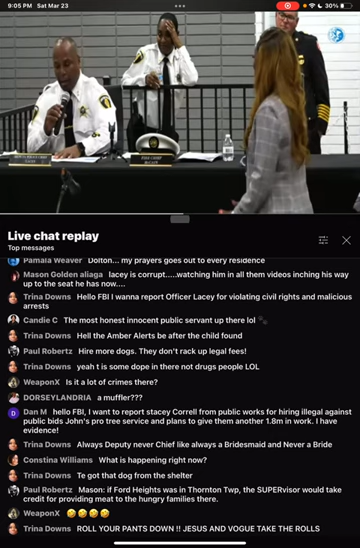 9:05 PM Sat Mar 23
30%
Live chat replay
Top messages
Pamala Weaver Dolton... my prayers goes out to every residence
Mason Golden aliaga lacey is corrupt.....watching him in all them videos inching his way
up to the seat he has now....
Trina Downs Hello FBI I wanna report Officer Lacey for violating civil rights and malicious
arrests
Candie C The most honest innocent public servant up there lol 🐾
Trina Downs Hell the Amber Alerts be after the child found
Paul Robertz Hire more dogs. They don't rack up legal fees!
Trina Downs yeah t is some dope in there not drugs people LOL
WeaponX Is it a lot of crimes there?
DORSEYLANDRIA a muffler???
D Dan M hello FBI, I want to report stacey Correll from public works for hiring illegal against
public bids John's pro tree service and plans to give them another 1.8m in work. I have
evidence!
Trina Downs Always Deputy never Chief like always a Bridesmaid and Never a Bride
Constina Williams What is happening right now?
Trina Downs Te got that dog from the shelter
Paul Robertz Mason: if Ford Heights was in Thornton Twp, the SUPERvisor would take
credit for providing meat to the hungry families there.
WeaponX 🤣🤣🤣🤣
Trina Downs ROLL YOUR PANTS DOWN !! JESUS AND VOGUE TAKE THE ROLLS